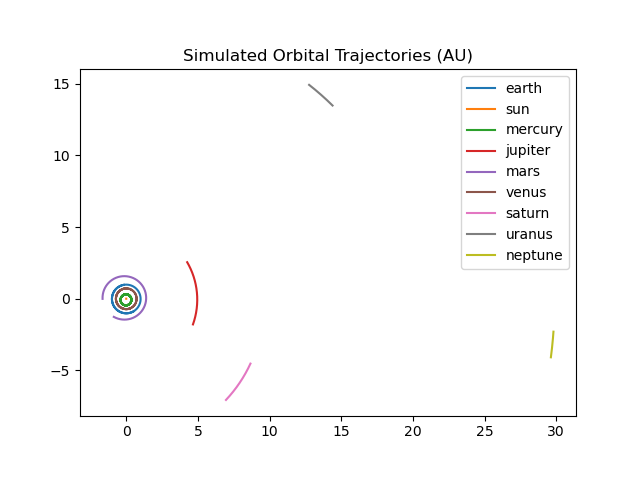 Simulated Orbital Trajectories (AU)
15
10
5
0
−5
0
5
10
15
20
25
30
earth
sun
mercury
jupiter
mars
venus
saturn
uranus
neptune